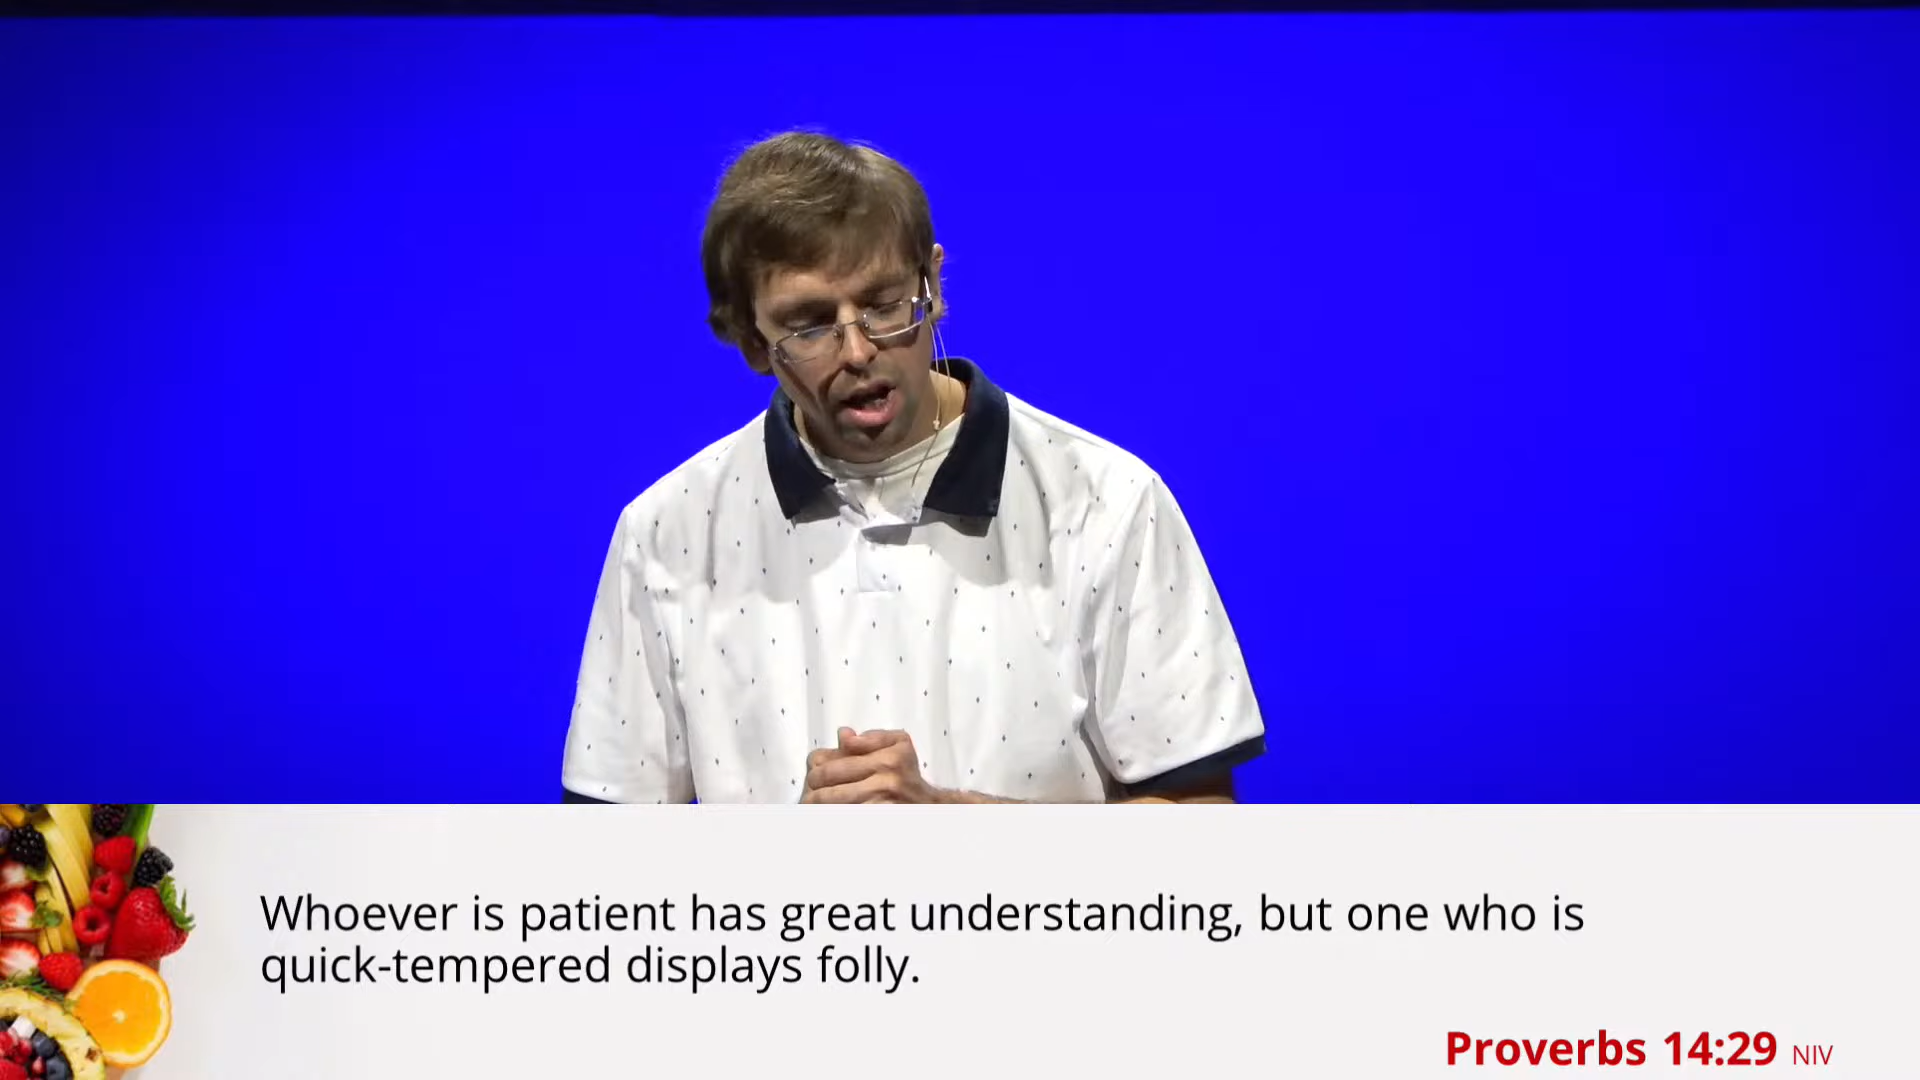 Whoever is patient has great understanding, but one who is
quick-tempered displays folly.
Proverbs 14:29 NIV